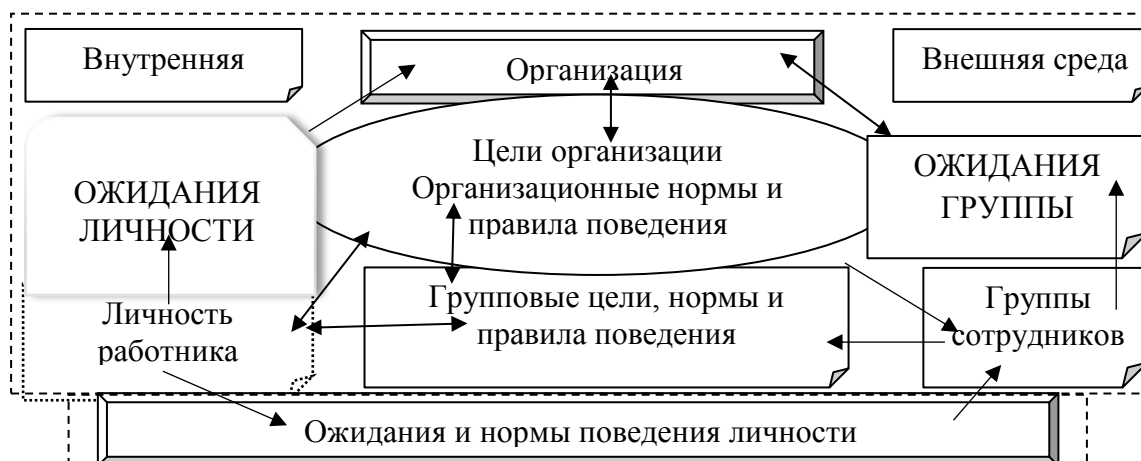 Внутренняя
Организация
Внешняя среда
Цели организации
Организационные нормы и
правила поведения
ОЖИДАНИЯ
ЛИЧНОСТИ
ОЖИДАНИЯ
ГРУППЫ
Личность
работника
Групповые цели, нормы и
правила поведения
Группы
сотрудников
Ожидания и нормы поведения личности